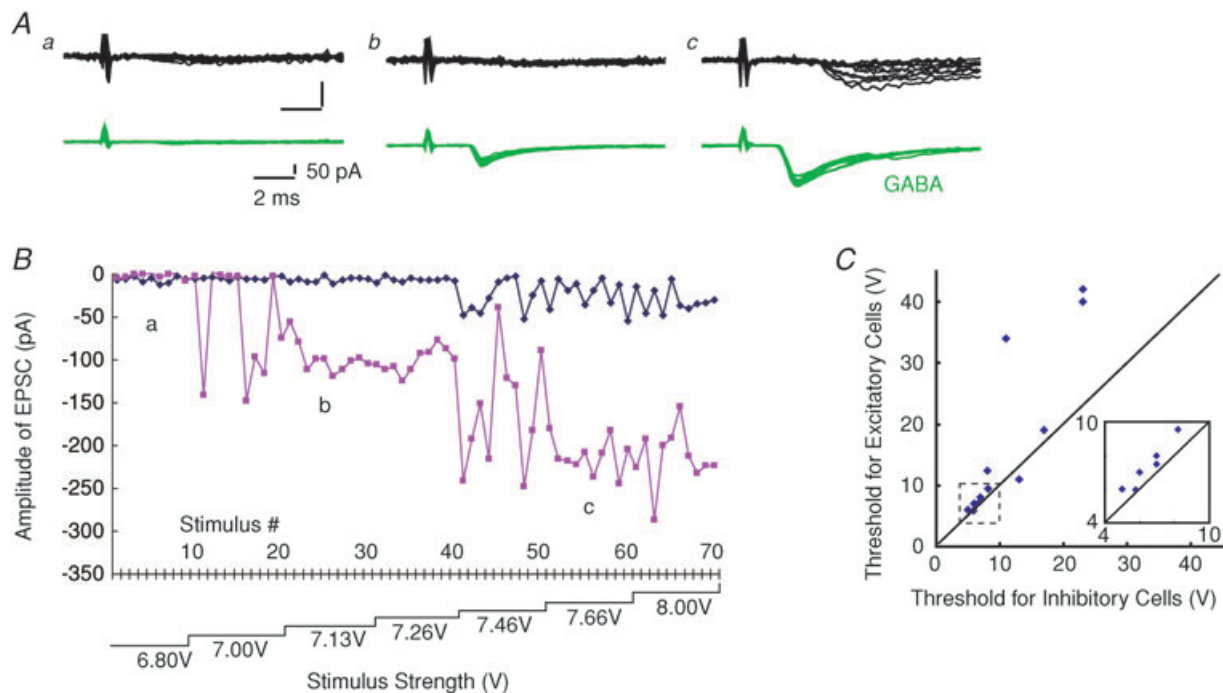 A
a
b
c
50 pA
2 ms
GABA
B
Amplitude of EPSC (pA)
0
-50
-100
-150
-200
-250
-300
-350
a
b
c
Stimulus #
10 20 30 40 50 60 70
6.80V 7.00V 7.13V 7.26V 7.46V 7.66V 8.00V
Stimulus Strength (V)
C
Threshold for Excitatory Cells (V)
40
30
20
10
0
10
4
4 10
0 10 20 30 40
Threshold for Inhibitory Cells (V)